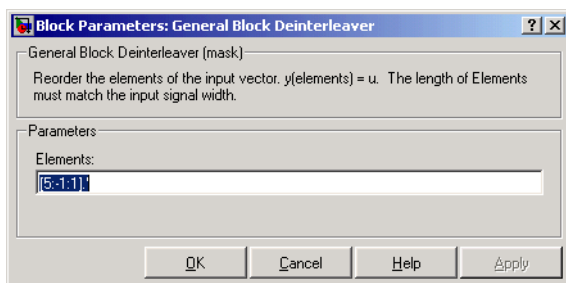 Block Parameters: General Block Deinterleaver
General Block Deinterleaver (mask)
Reorder the elements of the input vector. y(elements) = u. The length of Elements
must match the input signal width.
Parameters
Elements:
[5:-1:1].'
OK Cancel Help Apply